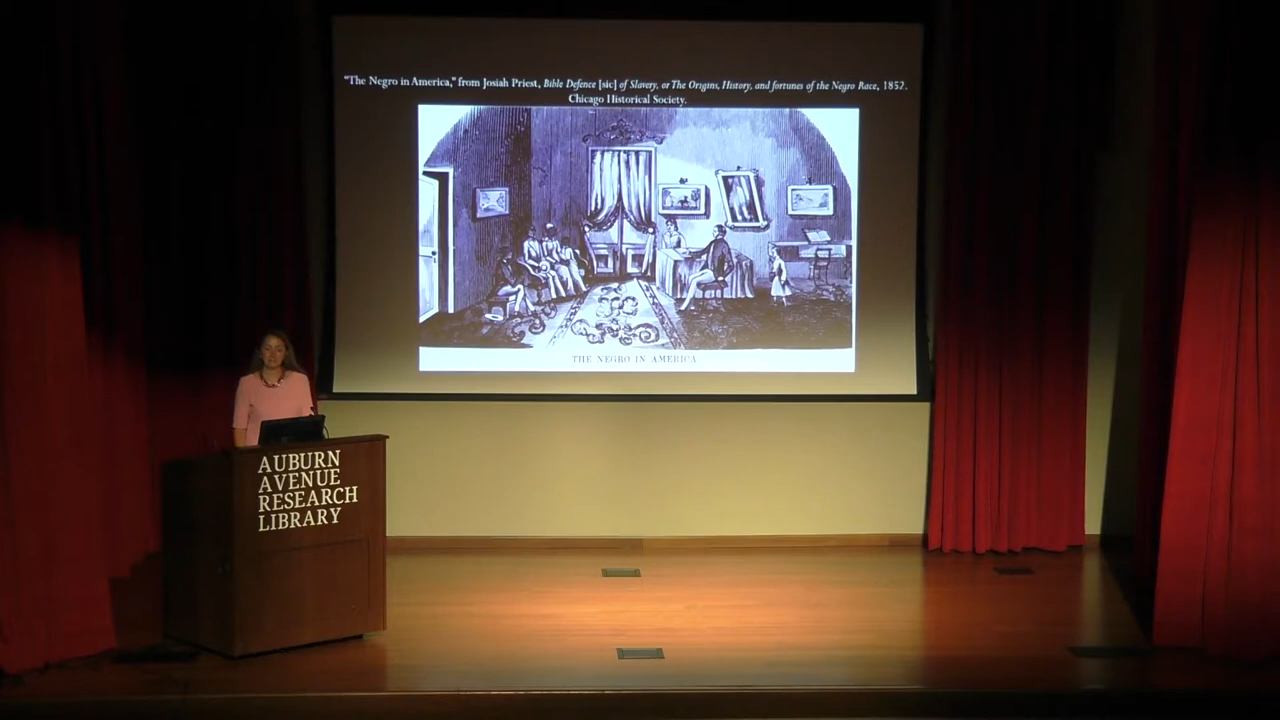 "The Negro in America," from Josiah Priest, Bible Defence [sic] of Slavery, or The Origins, History, and fortunes of the Negro Race, 1852.
Chicago Historical Society.
THE NEGRO IN AMERICA
AUBURN
AVENUE
RESEARCH
LIBRARY